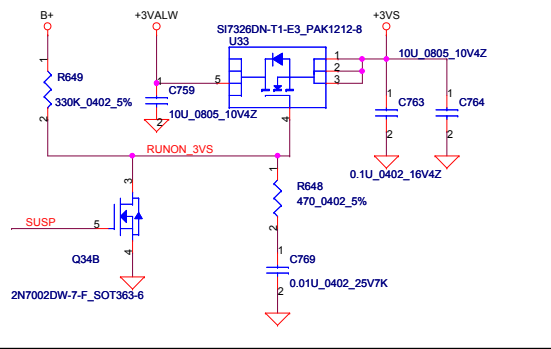 B+
+3VALW
SI7326DN-T1-E3_PAK1212-8
U33
+3VS
1
R649
330K_0402_5%
2
1
C759
2
10U_0805_10V4Z
5
4
1
2
3
10U_0805_10V4Z
1
C763
2
0.1U_0402_16V4Z
1
C764
2
RUNON_3VS
3
SUSP
5
4
Q34B
2N7002DW-7-F_SOT363-6
1
R648
470_0402_5%
2
1
C769
0.01U_0402_25V7K
2